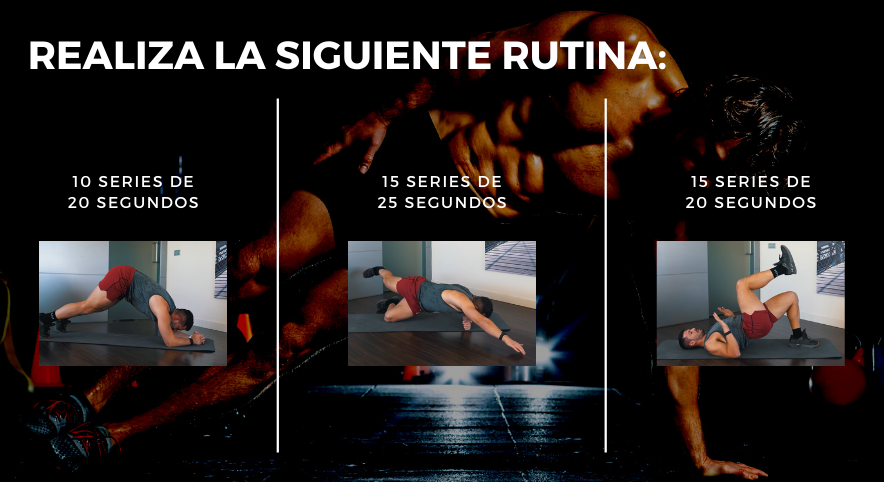 REALIZA LA SIGUIENTE RUTINA:
10 SERIES DE
20 SEGUNDOS
15 SERIES DE
25 SEGUNDOS
15 SERIES DE
20 SEGUNDOS